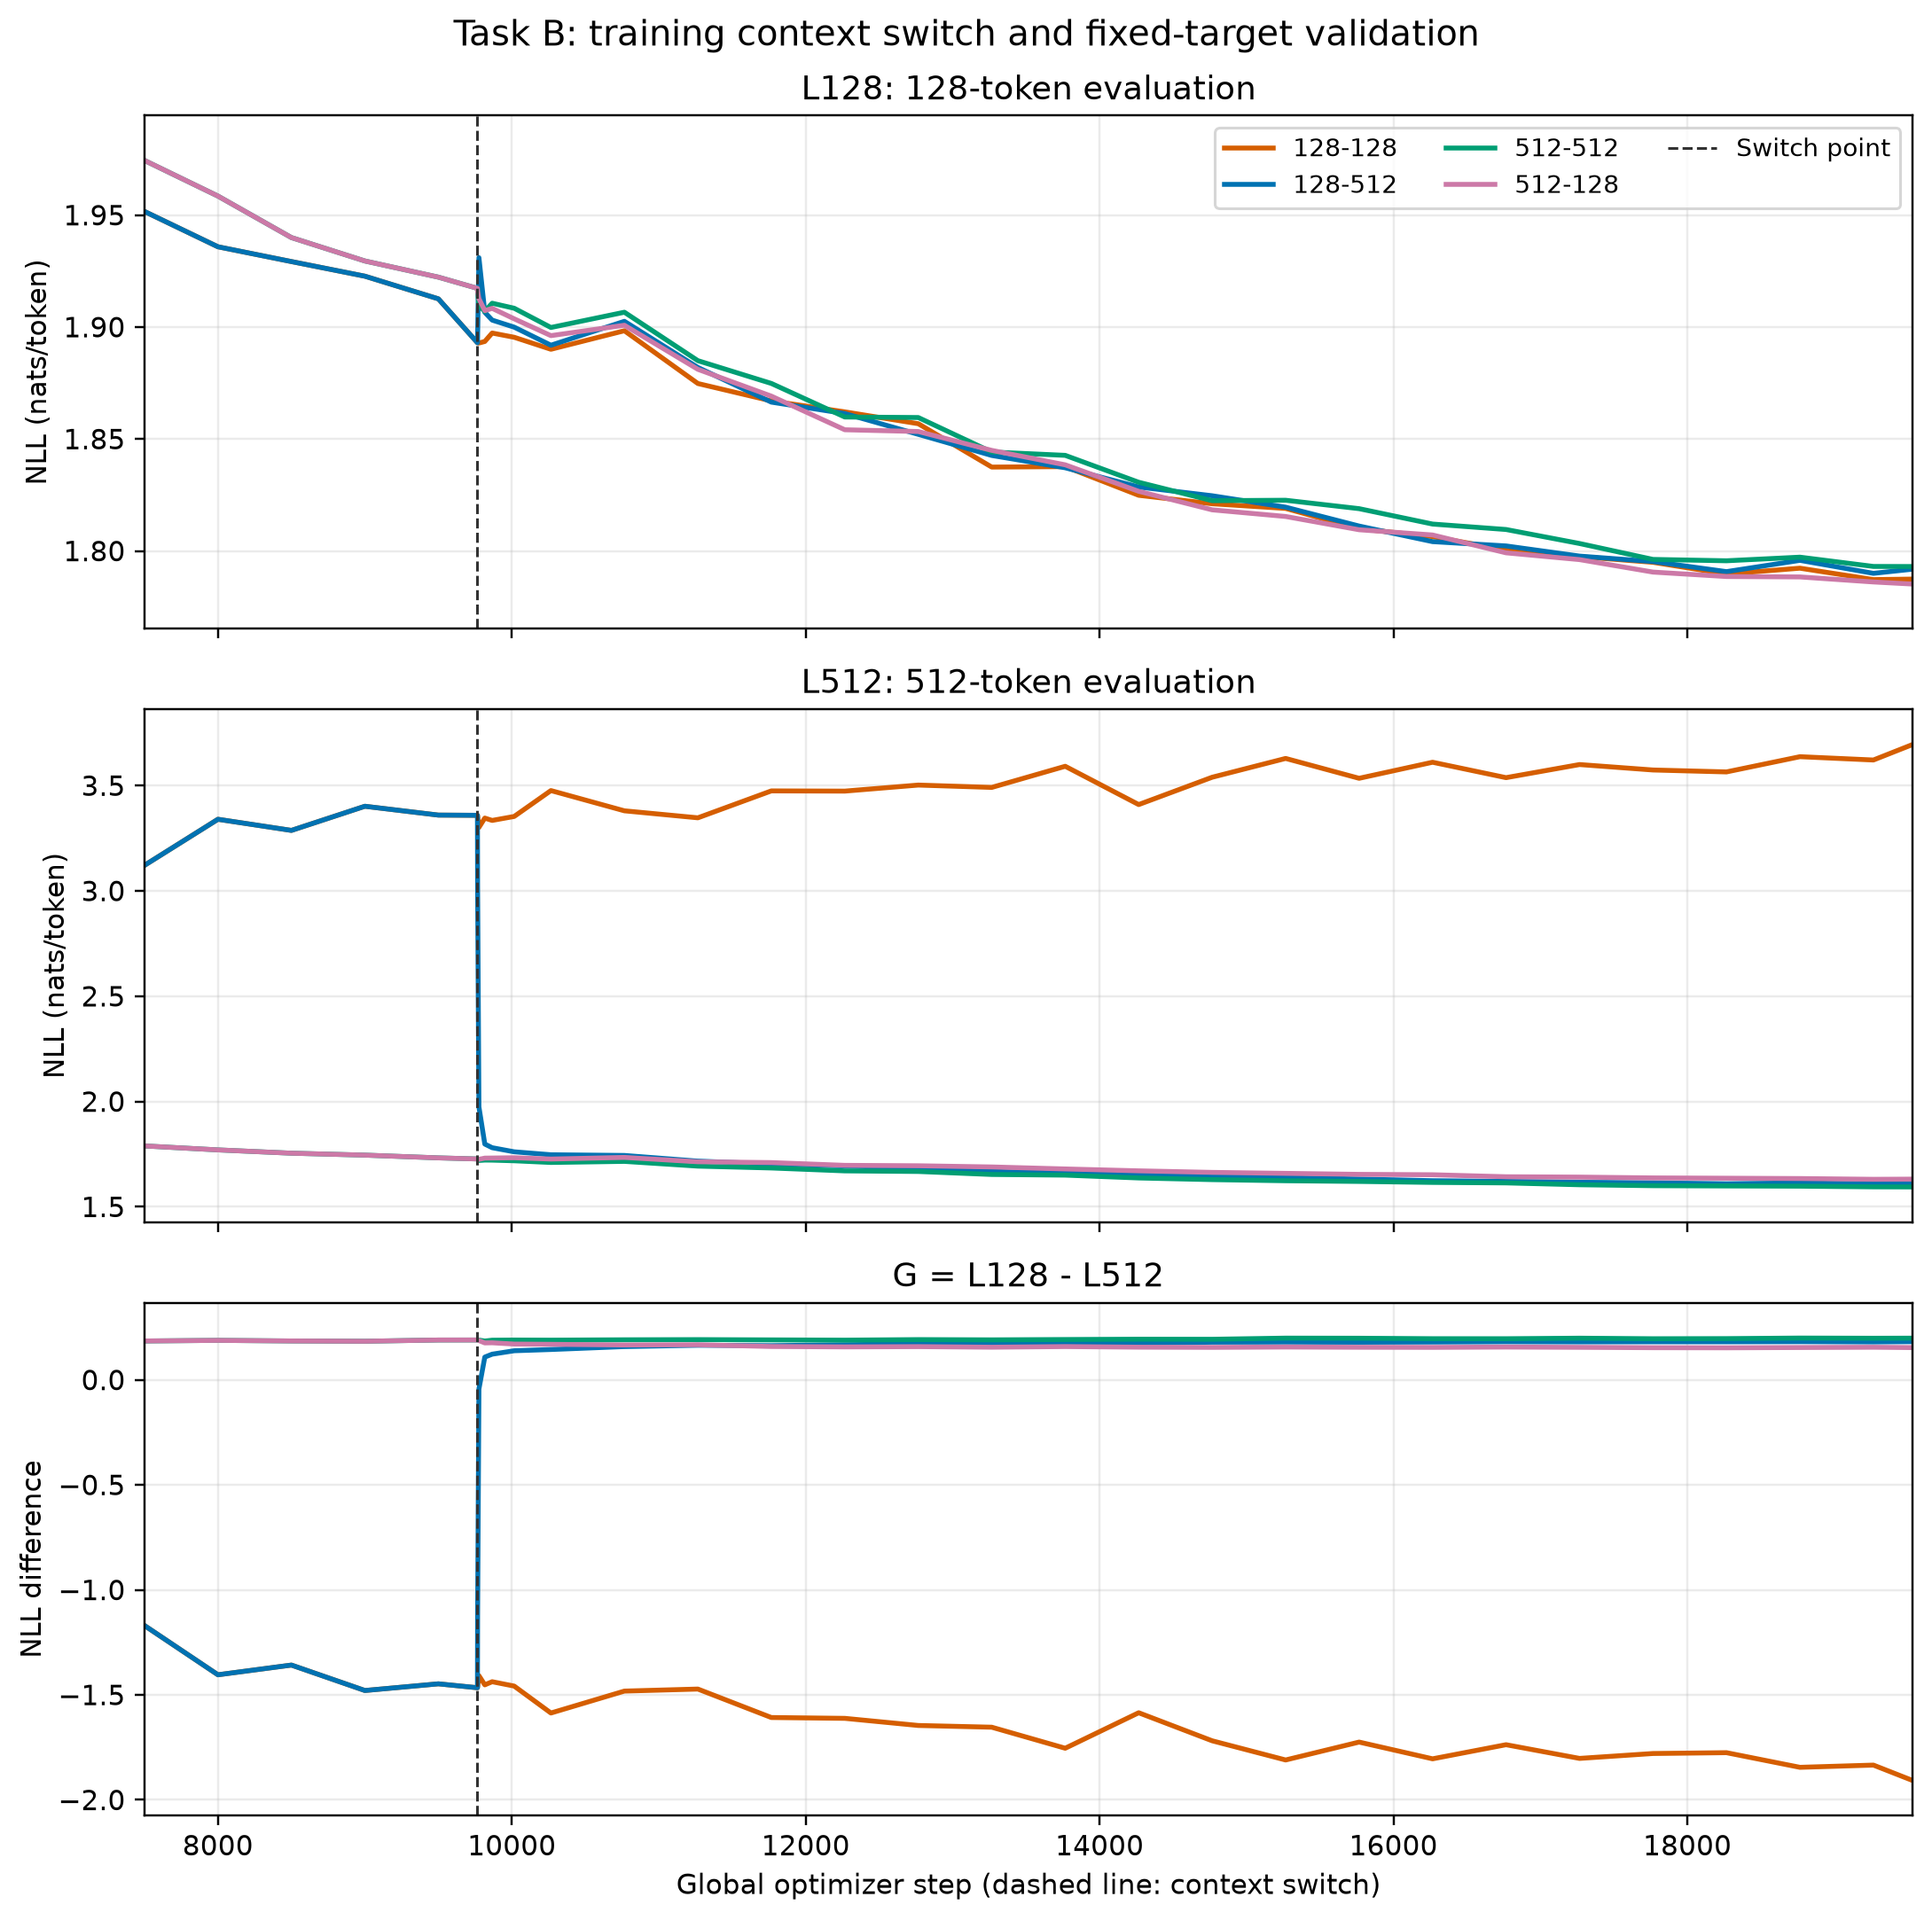 Task B: training context switch and fixed-target validation
L128: 128-token evaluation
128-128
128-512
512-512
512-128
Switch point
NLL (nats/token)
1.95
1.90
1.85
1.80
L512: 512-token evaluation
NLL (nats/token)
3.5
3.0
2.5
2.0
1.5
G = L128 - L512
NLL difference
0.0
−0.5
−1.0
−1.5
−2.0
8000 10000 12000 14000 16000 18000
Global optimizer step (dashed line: context switch)